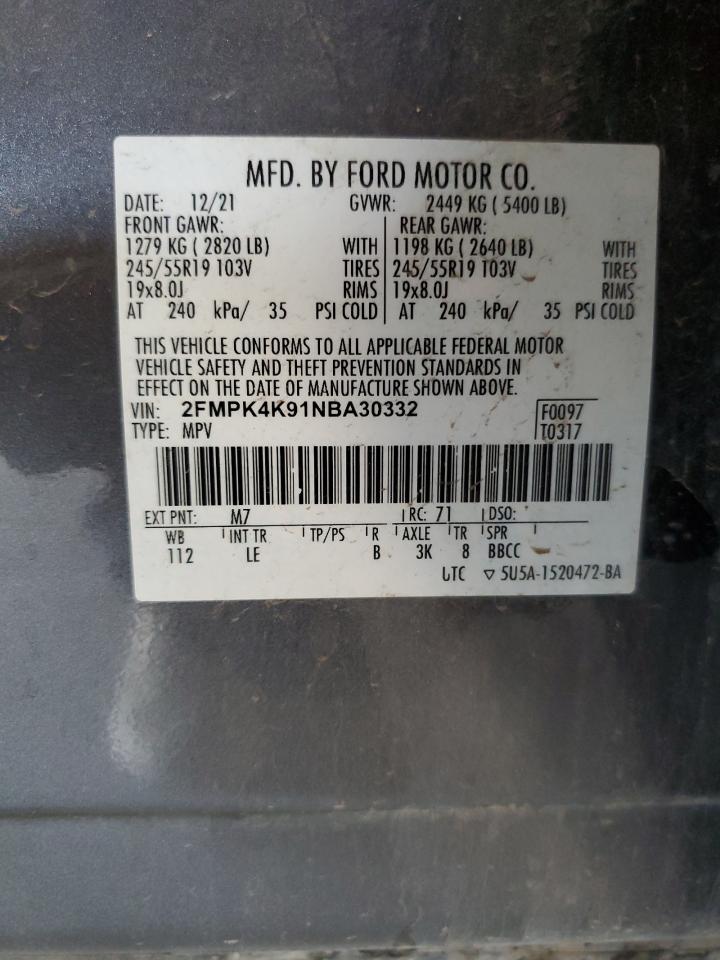 MFD. BY FORD MOTOR CO.
DATE: 12/21 GVWR: 2449 KG ( 5400 LB)
FRONT GAWR: REAR GAWR:
1279 KG ( 2820 LB) WITH 1198 KG ( 2640 LB) WITH
245/55R19 103V TIRES 245/55R19 103V TIRES
19x8.0J RIMS 19x8.0J RIMS
AT 240 kPa/ 35 PSI COLD AT 240 kPa/ 35 PSI COLD
THIS VEHICLE CONFORMS TO ALL APPLICABLE FEDERAL MOTOR
VEHICLE SAFETY AND THEFT PREVENTION STANDARDS IN
EFFECT ON THE DATE OF MANUFACTURE SHOWN ABOVE.
VIN: 2FMPK4K91NBA30332 F0097
TYPE: MPV T0317
EXT PNT: M7 RC: 71 DSO:
WB INT TR TP/PS R AXLE TR SPR
112 LE B 3K 8 BBCC
UTC ▽ 5U5A-1520472-BA